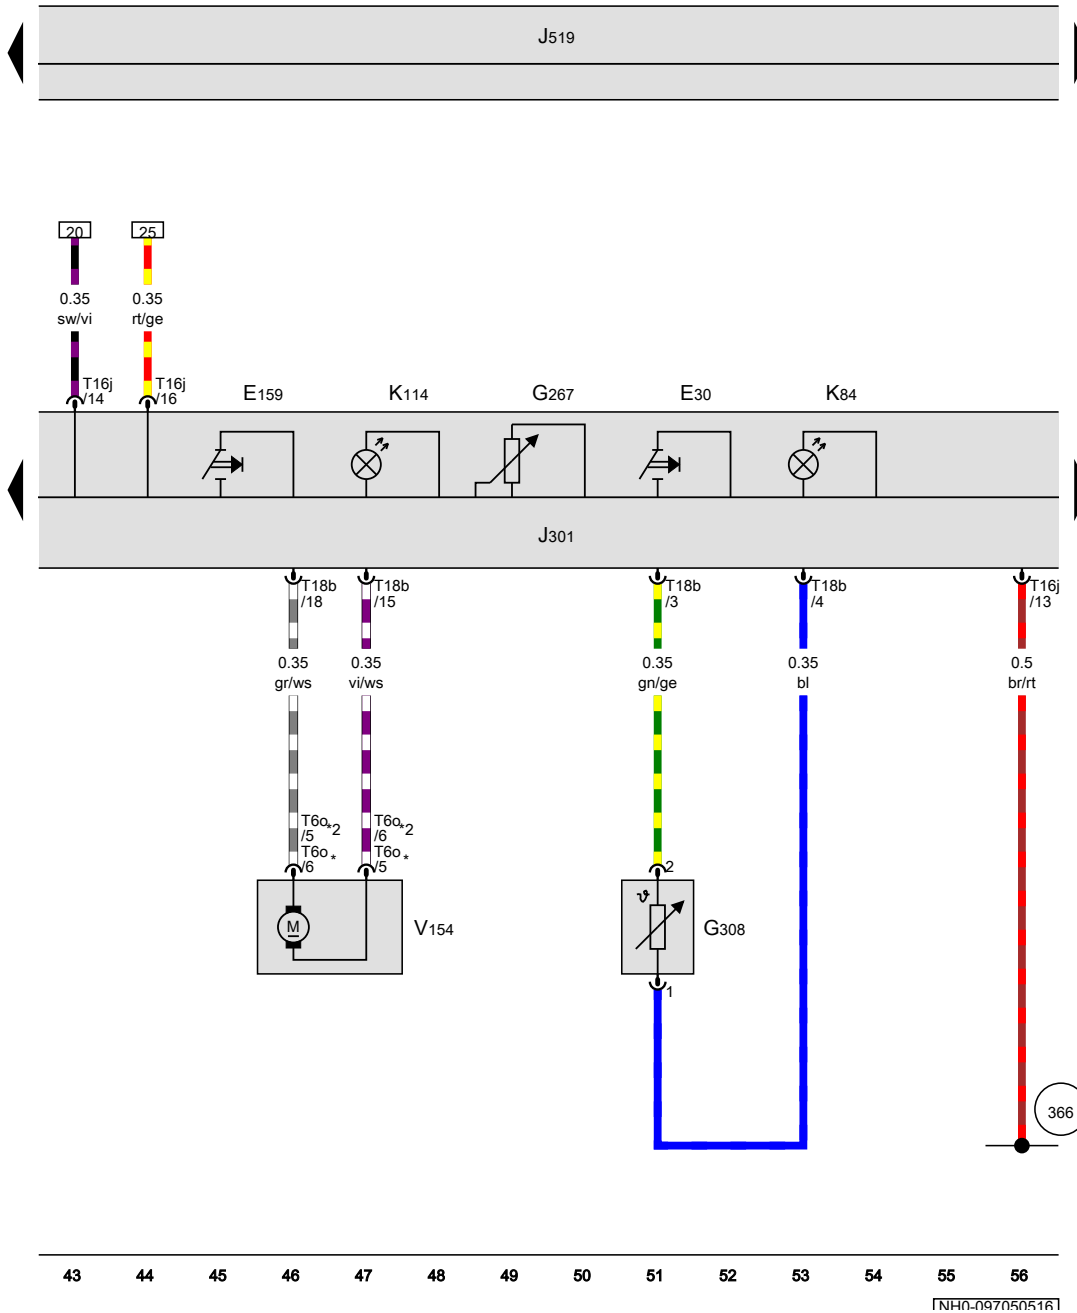 J519
20 25
0.35 0.35
sw/vi rt/ge
T16j T16j
/14 /16
E159 K114 G267 E30 K84
J301
T18b T18b T18b T18b T16j
/18 /15 /3 /4 /13
0.35 0.35 0.35 0.35 0.5
gr/ws vi/ws gn/ge bl br/rt
T6o*2 T6o*2
/5 /6
T6o* T6o*
/6 /5
2
ϑ
M
V154
G308
1
366
43 44 45 46 47 48 49 50 51 52 53 54 55 56
NH0-097050516